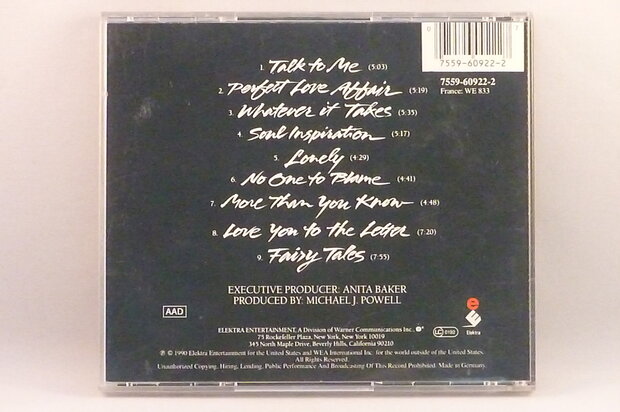 7559-60922-2
7559-60922-2
France: WE 833
1. Talk to Me (5:03)
2. Perfect Love Affair (5:19)
3. Whatever it Takes (5:35)
4. Soul Inspiration (5:17)
5. Lonely (4:29)
6. No One to Blame (4:41)
7. More Than You Know (4:48)
8. Love You to the Letter (7:20)
9. Fairy Tales (7:55)
EXECUTIVE PRODUCER: ANITA BAKER
PRODUCED BY: MICHAEL J. POWELL
AAD
ELEKTRA ENTERTAINMENT, A Division of Warner Communications Inc.
75 Rockefeller Plaza, New York, New York 10019
345 North Maple Drive, Beverly Hills, California 90210
LC 0192
Elektra
℗ © 1990 Elektra Entertainment for the United States and WEA International Inc. for the world outside of the United States.
All Rights Reserved.
Unauthorized Copying, Hiring, Lending, Public Performance And Broadcasting Of This Record Prohibited. Made in Germany.